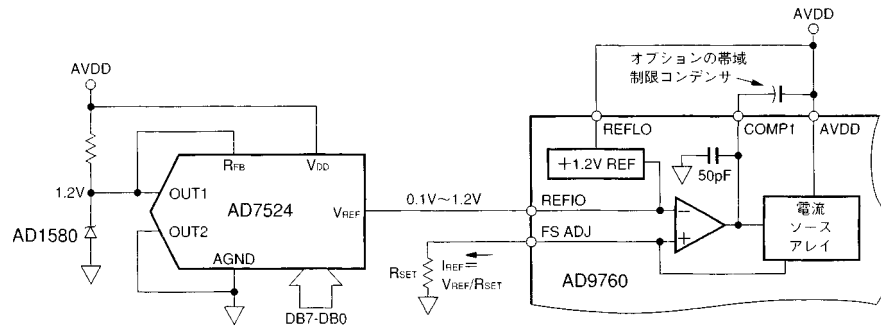 AVDD
オプションの帯域
制限コンデンサ
AVDD
REFLO
COMP1
AVDD
RFB
VDD
+1.2V REF
50pF
1.2V
OUT1
AD7524
VREF
0.1V～1.2V
REFIO
電流
ソース
アレイ
AD1580
OUT2
FS ADJ
AGND
RSET
IREF=
VREF/RSET
AD9760
DB7-DB0